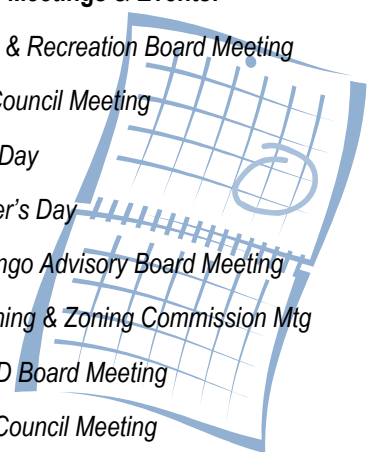 Meetings & Events:
& Recreation Board Meeting
Council Meeting
Day
er's Day
ngo Advisory Board Meeting
ning & Zoning Commission Mtg
D Board Meeting
Council Meeting